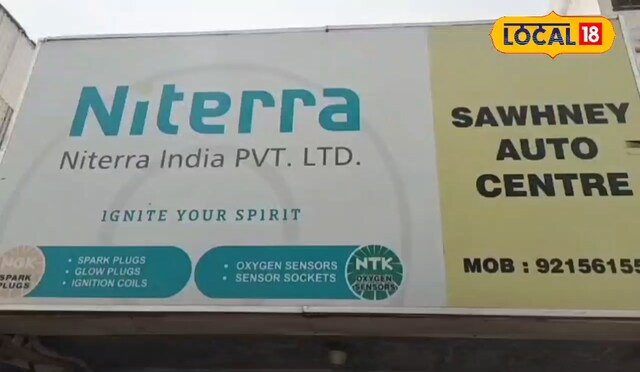 LOCAL 18
Niterra
Niterra India PVT. LTD.
IGNITE YOUR SPIRIT
NGK
SPARK
PLUGS
• SPARK PLUGS
• GLOW PLUGS
• IGNITION COILS
• OXYGEN SENSORS
• SENSOR SOCKETS
NTK
OXYGEN
SENSORS
SAWHNEY
AUTO
CENTRE
MOB : 9215615